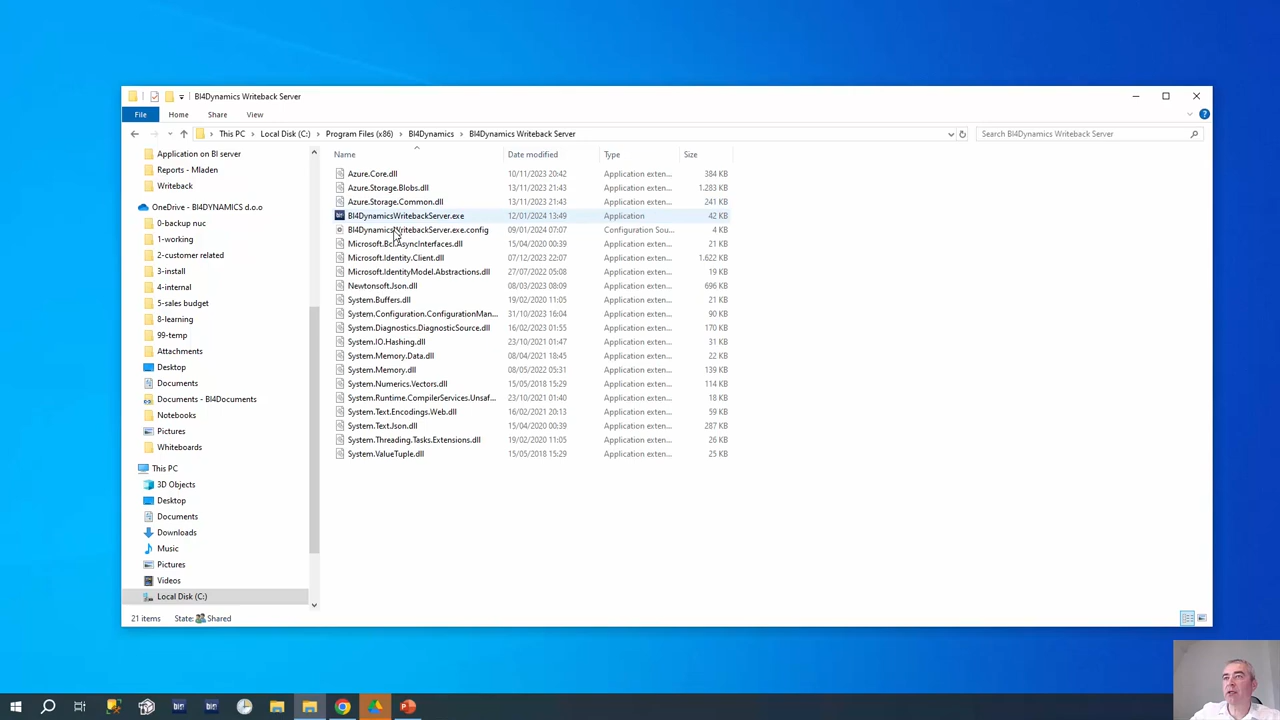 BI4Dynamics Writeback Server
File Home Share View
This PC Local Disk (C:) Program Files (x86) BI4Dynamics BI4Dynamics Writeback Server
Search BI4Dynamics Writeback Server
Name Date modified Type Size
Application on BI server
Reports - Mladen
Writeback
OneDrive - BI4DYNAMICS d.o.o
0-backup nuc
1-working
2-customer related
3-install
4-internal
5-sales budget
8-learning
99-temp
Attachments
Desktop
Documents
Documents - BI4Documents
Notebooks
Pictures
Whiteboards
This PC
3D Objects
Desktop
Documents
Downloads
Music
Pictures
Videos
Local Disk (C:)
Azure.Core.dll 10/11/2023 20:42 Application exten... 384 KB
Azure.Storage.Blobs.dll 13/11/2023 21:43 Application exten... 1.283 KB
Azure.Storage.Common.dll 13/11/2023 21:43 Application exten... 241 KB
BI4DynamicsWritebackServer.exe 12/01/2024 13:49 Application 42 KB
BI4DynamicsWritebackServer.exe.config 09/01/2024 07:07 Configuration Sou... 4 KB
Microsoft.Bcl.AsyncInterfaces.dll 15/04/2020 00:39 Application exten... 21 KB
Microsoft.Identity.Client.dll 07/12/2023 22:07 Application exten... 1.622 KB
Microsoft.IdentityModel.Abstractions.dll 27/07/2022 05:08 Application exten... 19 KB
Newtonsoft.Json.dll 08/03/2023 08:09 Application exten... 696 KB
System.Buffers.dll 19/02/2020 11:05 Application exten... 21 KB
System.Configuration.ConfigurationMan... 31/10/2023 16:04 Application exten... 90 KB
System.Diagnostics.DiagnosticSource.dll 16/02/2023 01:55 Application exten... 170 KB
System.IO.Hashing.dll 23/10/2021 01:47 Application exten... 31 KB
System.Memory.Data.dll 08/04/2021 18:45 Application exten... 22 KB
System.Memory.dll 08/05/2022 05:31 Application exten... 139 KB
System.Numerics.Vectors.dll 15/05/2018 15:29 Application exten... 114 KB
System.Runtime.CompilerServices.Unsaf... 23/10/2021 01:40 Application exten... 18 KB
System.Text.Encodings.Web.dll 16/02/2021 20:13 Application exten... 59 KB
System.Text.Json.dll 15/04/2020 00:39 Application exten... 287 KB
System.Threading.Tasks.Extensions.dll 19/02/2020 11:05 Application exten... 26 KB
System.ValueTuple.dll 15/05/2018 15:29 Application exten... 25 KB
21 items State: Shared